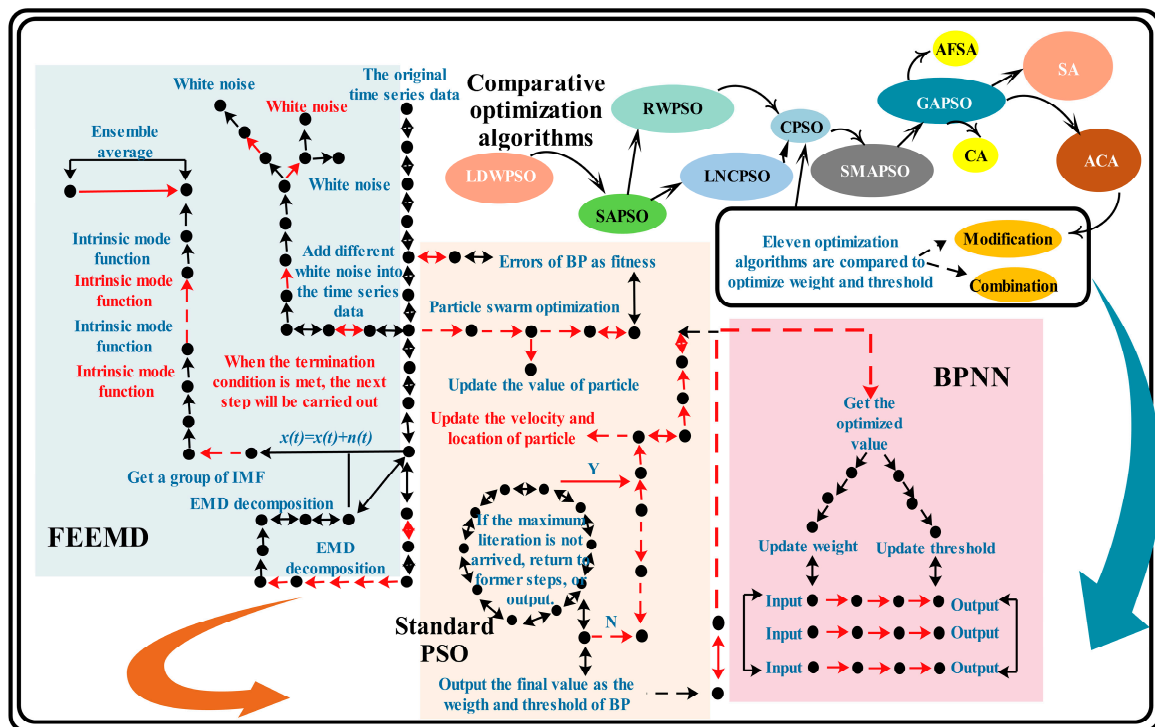 White noise
White noise
The original
time series data
Ensemble
average
White noise
Intrinsic mode
function
Intrinsic mode
function
Intrinsic mode
function
Intrinsic mode
function
Add different
white noise into
the time series
data
When the termination
condition is met, the next
step will be carried out
x(t)=x(t)+n(t)
Get a group of IMF
EMD decomposition
FEEMD
EMD
decomposition
Comparative
optimization
algorithms
LDWPSO
SAPSO
RWPSO
LNCPSO
CPSO
SMAPSO
GAPSO
AFSA
CA
SA
ACA
Eleven optimization
algorithms are compared to
optimize weight and threshold
Modification
Combination
Errors of BP as fitness
Particle swarm optimization
Update the value of particle
Update the velocity and
location of particle
Y
If the maximum
literation is not
arrived, return to
former steps, or
output.
N
Standard
PSO
Output the final value as the
weigth and threshold of BP
BPNN
Get the
optimized
value
Update weight
Update threshold
Input
Output
Input
Output
Input
Output